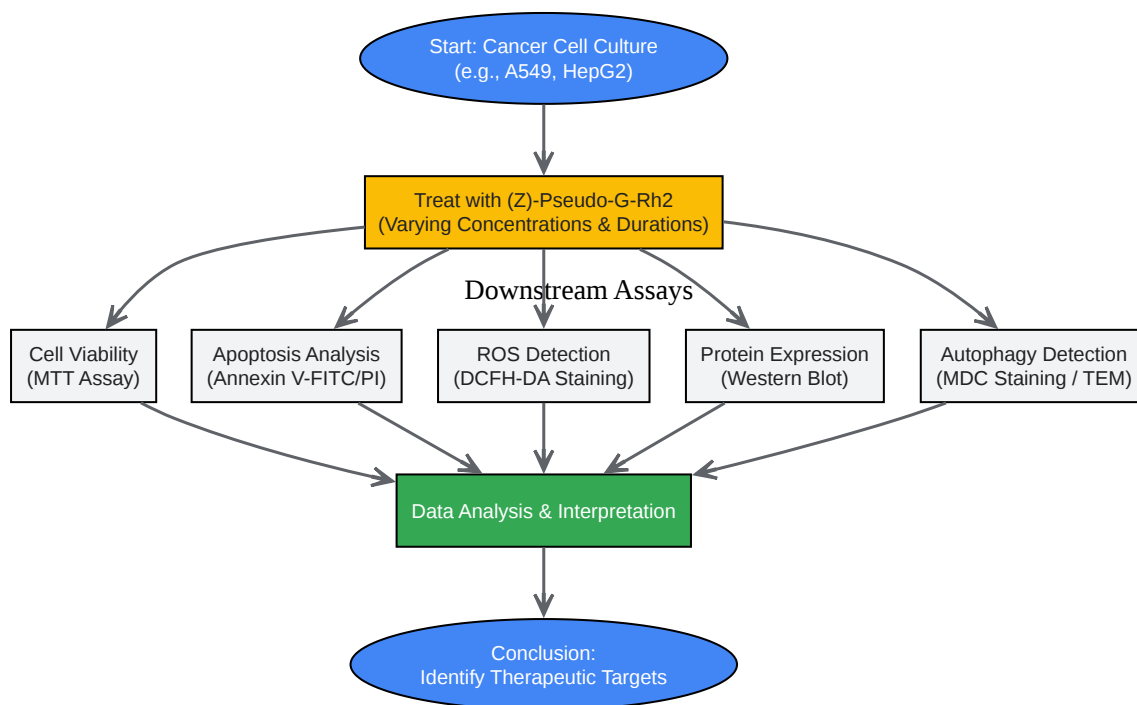 Start: Cancer Cell Culture
(e.g., A549, HepG2)
Treat with (Z)-Pseudo-G-Rh2
(Varying Concentrations & Durations)
Downstream Assays
Cell Viability
(MTT Assay)
Apoptosis Analysis
(Annexin V-FITC/PI)
ROS Detection
(DCFH-DA Staining)
Protein Expression
(Western Blot)
Autophagy Detection
(MDC Staining / TEM)
Data Analysis & Interpretation
Conclusion:
Identify Therapeutic Targets